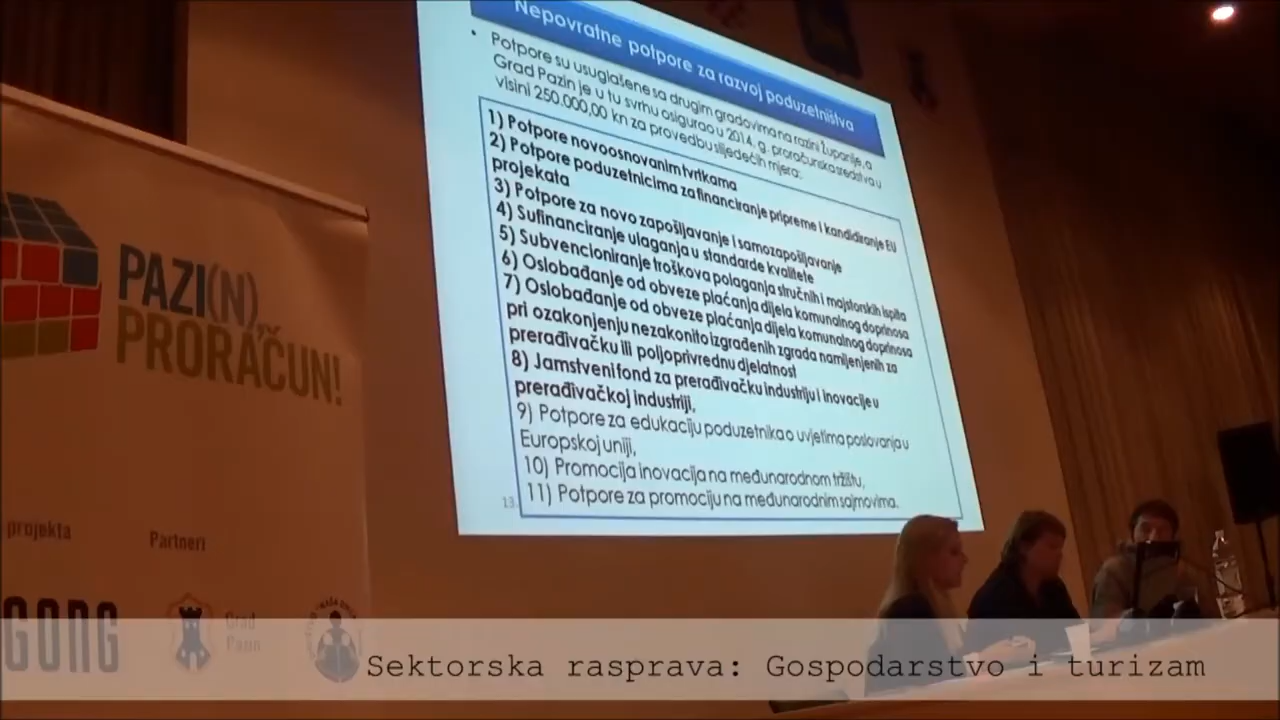 Nepovratne potpore za razvoj poduzetništva
• Potpore su usuglašene sa drugim gradovima na razini Županije, a
Grad Pazin je u tu svrhu osigurao u 2014. g. proračunska sredstva u
visini 250.000,00 kn za provedbu slijedećih mjera:
1) Potpore novoosnovanim tvrtkama
2) Potpore poduzetnicima za financiranje pripreme i kandidiranje EU
projekata
3) Potpore za novo zapošljavanje i samozapošljavanje
4) Sufinanciranje ulaganja u standarde kvalitete
5) Subvencioniranje troškova polaganja stručnih i majstorskih ispita
6) Oslobađanje od obveze plaćanja dijela komunalnog doprinosa
7) Oslobađanje od obveze plaćanja dijela komunalnog doprinosa
pri ozakonjenju nezakonito izgrađenih zgrada namijenjenih za
prerađivačku ili poljoprivrednu djelatnost
8) Jamstveni fond za prerađivačku industriju i inovacije u
prerađivačkoj industriji,
9) Potpore za edukaciju poduzetnika o uvjetima poslovanja u
Europskoj uniji,
10) Promocija inovacija na međunarodnom tržištu,
11) Potpore za promociju na međunarodnim sajmovima.
13
PAZI(N),
PRORAČUN!
projekta
Partneri
GONG
Grad
Pazin
Sektorska rasprava: Gospodarstvo i turizam